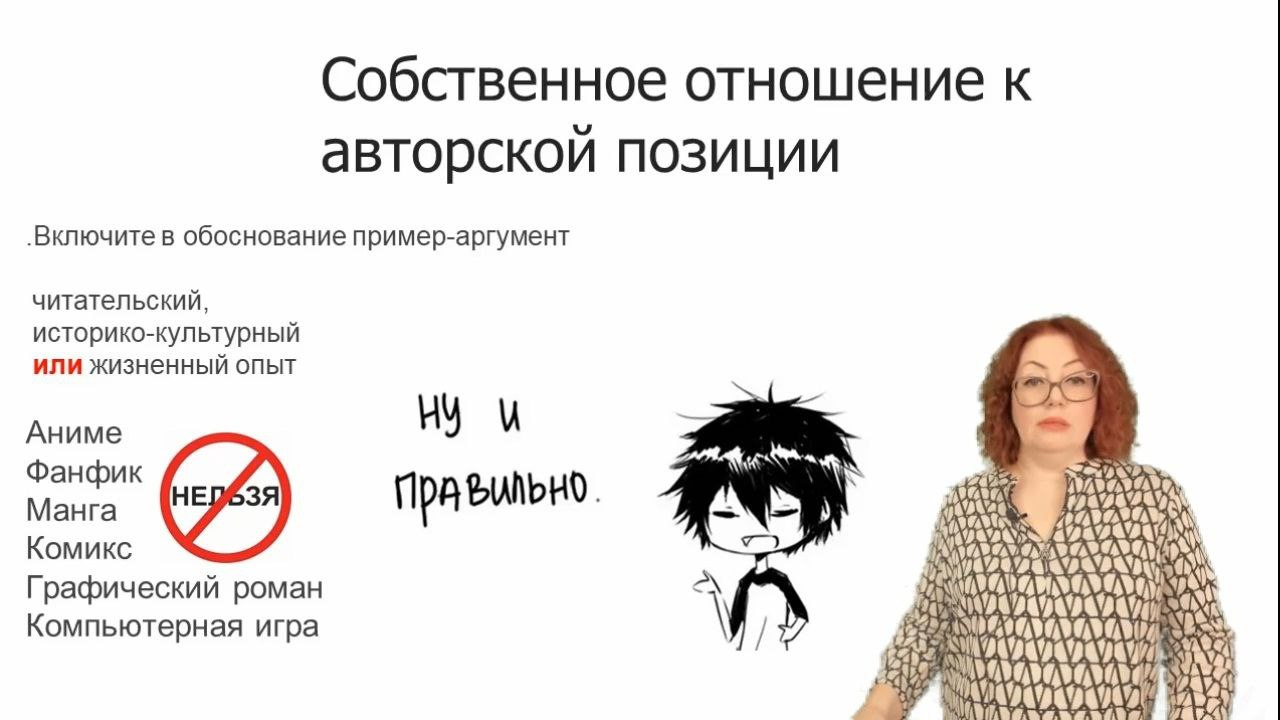 Собственное отношение к
авторской позиции
.Включите в обоснование пример-аргумент
читательский,
историко-культурный
или жизненный опыт
Аниме
Фанфик
Манга
Комикс
Графический роман
Компьютерная игра
НЕЛЬЗЯ
ну и
правильно.